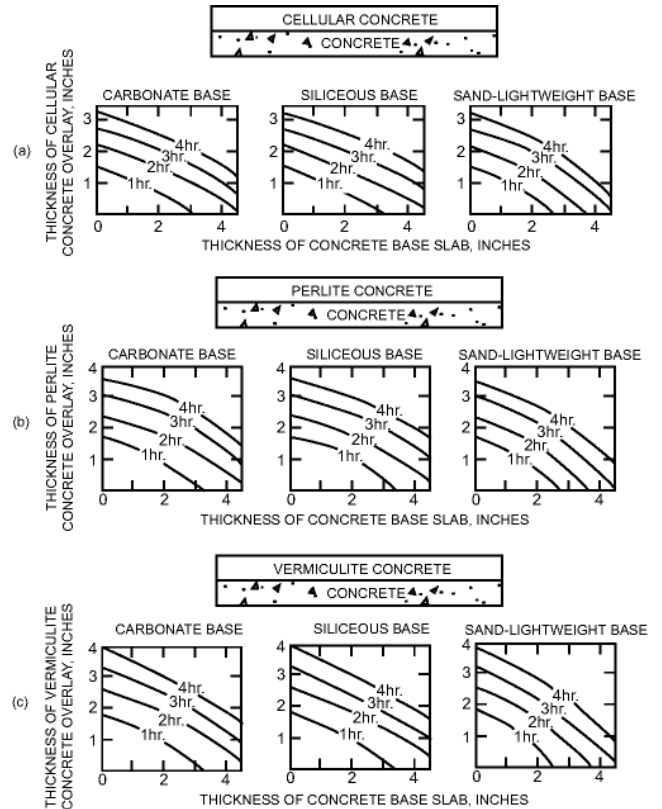 CELLULAR CONCRETE
CONCRETE
(a)
THICKNESS OF CELLULAR
CONCRETE OVERLAY, INCHES
CARBONATE BASE
3
2
1
4hr.
3hr.
2hr.
1hr.
0
2
4
SILICEOUS BASE
3
2
1
4hr.
3hr.
2hr.
1hr.
0
2
4
SAND-LIGHTWEIGHT BASE
3
2
1
4hr.
3hr.
2hr.
1hr.
0
2
4
THICKNESS OF CONCRETE BASE SLAB, INCHES
PERLITE CONCRETE
CONCRETE
(b)
THICKNESS OF PERLITE
CONCRETE OVERLAY, INCHES
CARBONATE BASE
4
3
2
1
4hr.
3hr.
2hr.
1hr.
0
2
4
SILICEOUS BASE
4
3
2
1
4hr.
3hr.
2hr.
1hr.
0
2
4
SAND-LIGHTWEIGHT BASE
4
3
2
1
4hr.
3hr.
2hr.
1hr.
0
2
4
THICKNESS OF CONCRETE BASE SLAB, INCHES
VERMICULITE CONCRETE
CONCRETE
(c)
THICKNESS OF VERMICULITE
CONCRETE OVERLAY, INCHES
CARBONATE BASE
4
3
2
1
4hr.
3hr.
2hr.
1hr.
0
2
4
SILICEOUS BASE
4
3
2
1
4hr.
3hr.
2hr.
1hr.
0
2
4
SAND-LIGHTWEIGHT BASE
4
3
2
1
4hr.
3hr.
2hr.
1hr.
0
2
4
THICKNESS OF CONCRETE BASE SLAB, INCHES